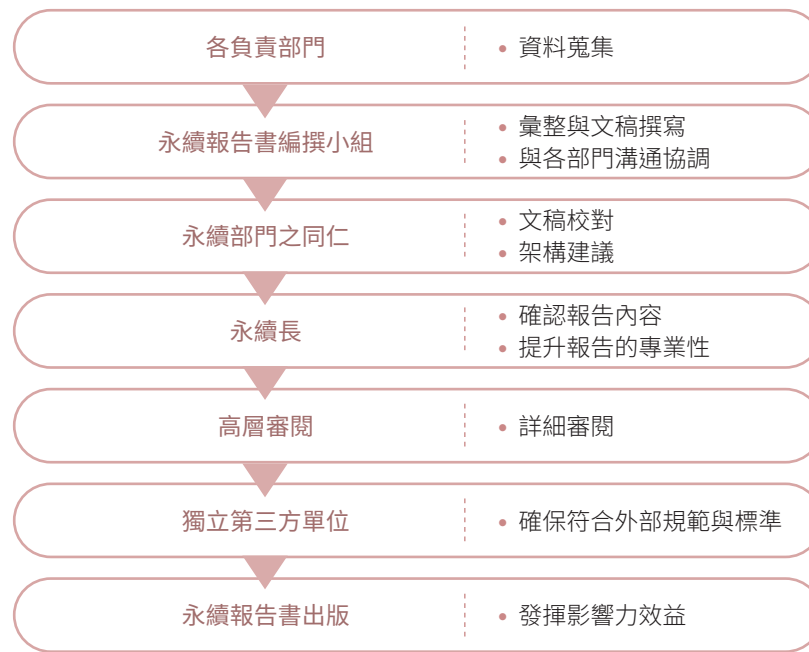 各負責部門
• 資料蒐集
永續報告書編撰小組
• 彙整與文稿撰寫
• 與各部門溝通協調
永續部門之同仁
• 文稿校對
• 架構建議
永續長
• 確認報告內容
• 提升報告的專業性
高層審閱
• 詳細審閱
獨立第三方單位
• 確保符合外部規範與標準
永續報告書出版
• 發揮影響力效益